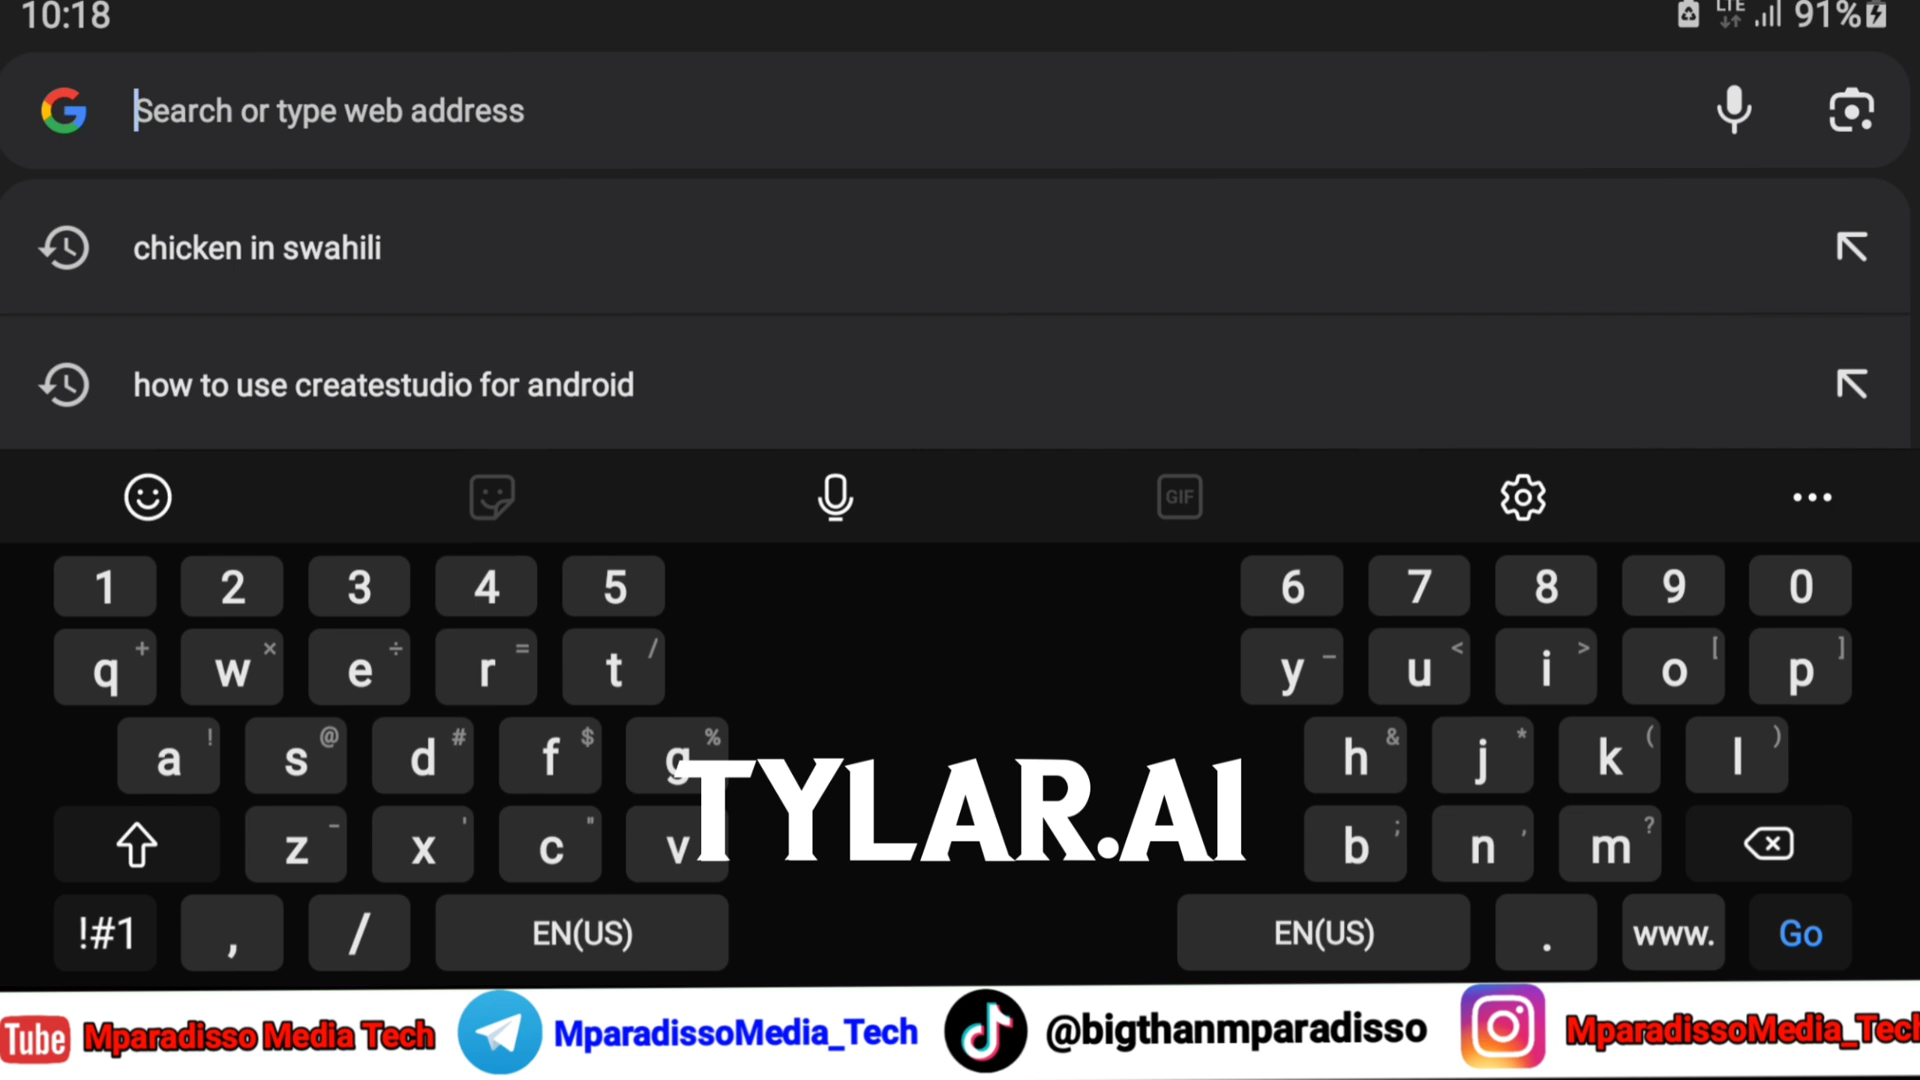 10:18 LTE 91%
Search or type web address
chicken in swahili
how to use createstudio for android
GIF
1 2 3 4 5 6 7 8 9 0
q + w × e ÷ r = t / y _ u < i > o [ p ]
a ! s @ d # f $ g % h & j * k ( l )
TYLAR.AI
z - x ' c " v b ; n , m ?
!#1 , / EN(US) EN(US) . www. Go
Tube Mparadisso Media Tech MparadissoMedia_Tech @bigthanmparadisso MparadissoMedia_Tech